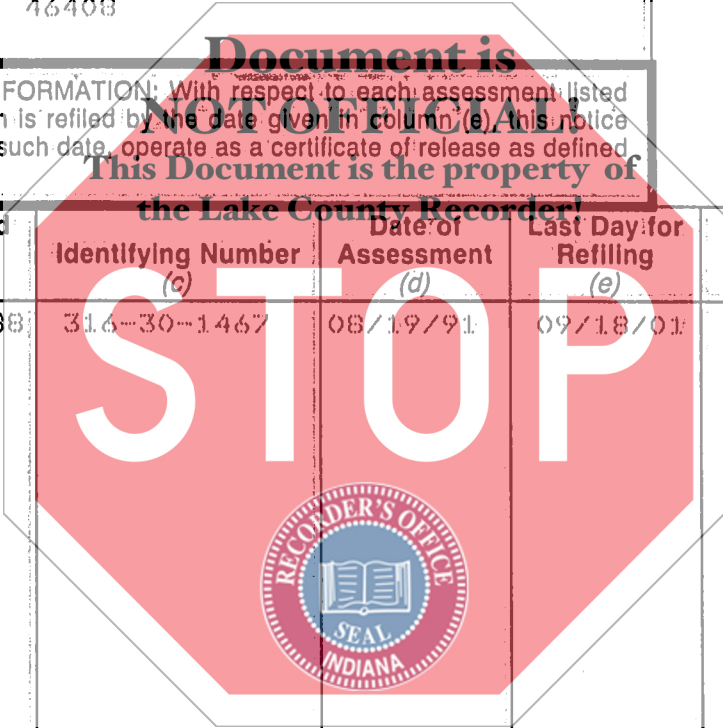 46408
Document is
FORMATION: With respect to each assessment listed
NOT OFFICIAL!
is refiled by the date given in column (e), this notice
such date, operate as a certificate of release as defined
This Document is the property of
the Lake County Recorder!
Identifying Number
(c)
Date of
Assessment
(d)
Last Day for
Refiling
(e)
8 316-30-1467 08/19/91 09/18/01
STOP
RECORDER'S OFFICE
SEAL
INDIANA